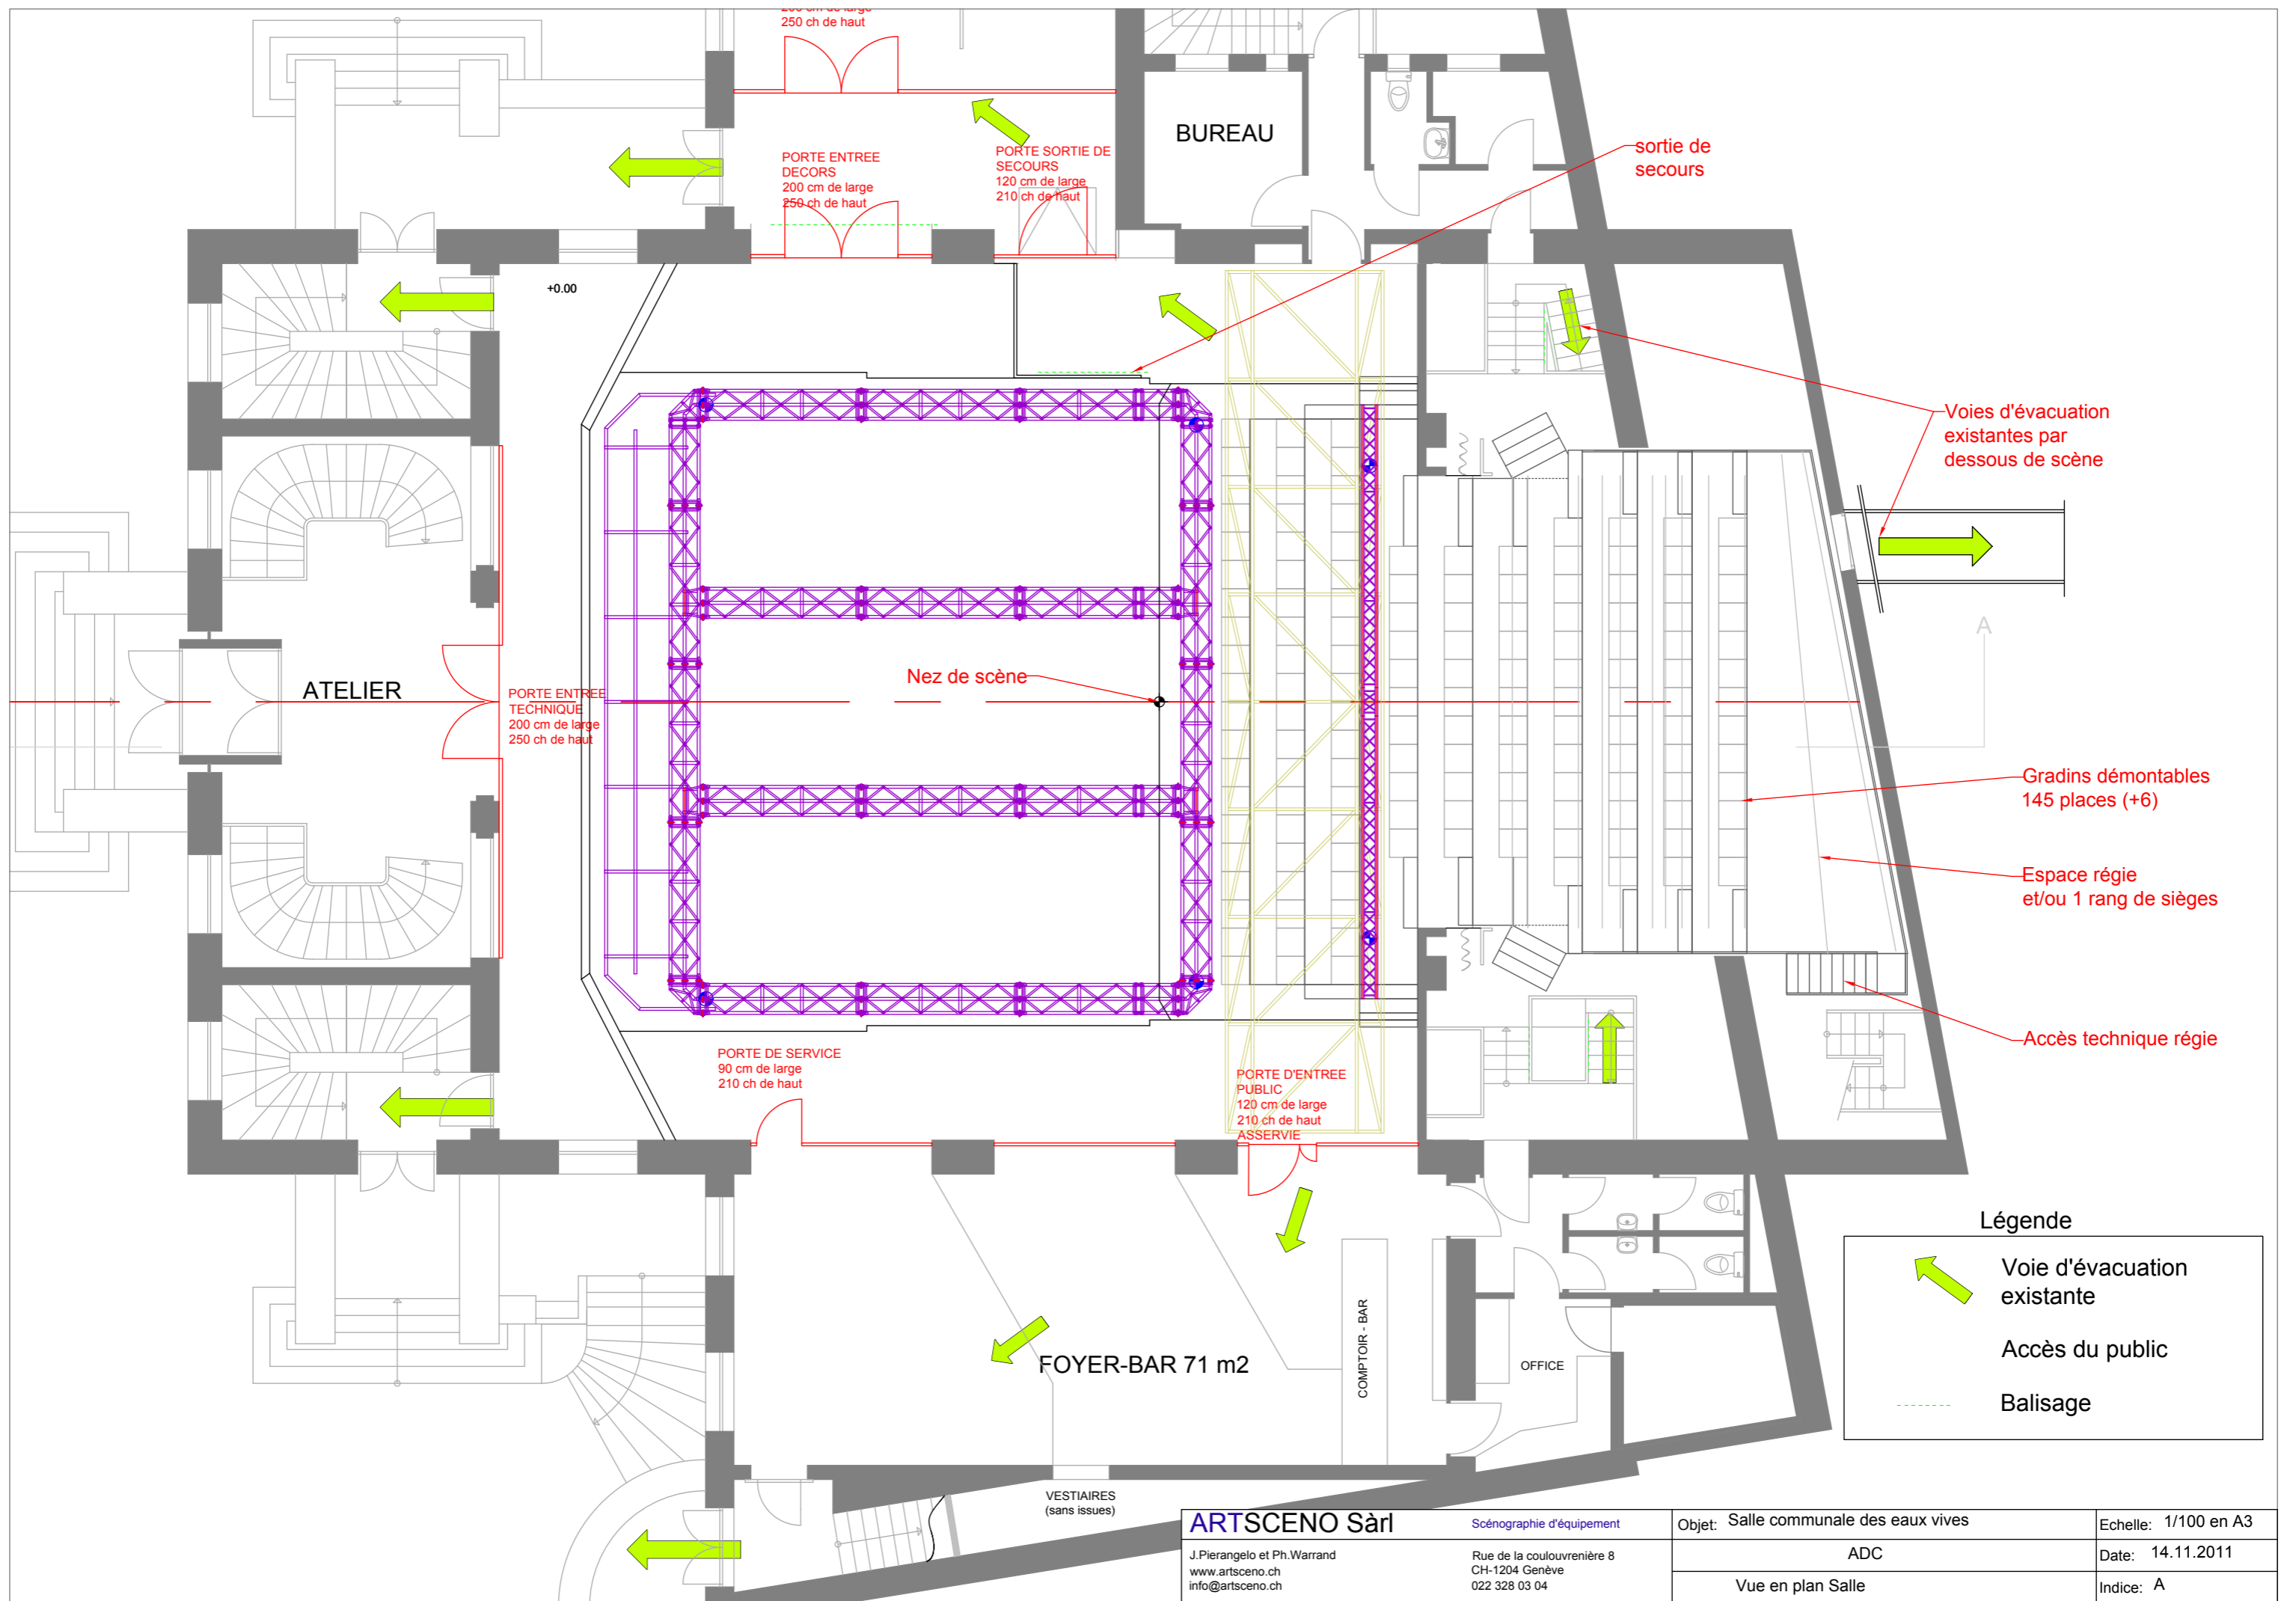 200 cm de large
250 ch de haut
BUREAU
PORTE ENTREE
DECORS
200 cm de large
250 ch de haut
PORTE SORTIE DE
SECOURS
120 cm de large
210 ch de haut
sortie de
secours
+0.00
Voies d'évacuation
existantes par
dessous de scène
A
Nez de scène
ATELIER
PORTE ENTREE
TECHNIQUE
200 cm de large
250 ch de haut
Gradins démontables
145 places (+6)
Espace régie
et/ou 1 rang de sièges
Accès technique régie
PORTE DE SERVICE
90 cm de large
210 ch de haut
PORTE D'ENTREE
PUBLIC
120 cm de large
210 ch de haut
ASSERVIE
Légende
Voie d'évacuation
existante
Accès du public
Balisage
FOYER-BAR 71 m2
COMPTOIR - BAR
OFFICE
VESTIAIRES
(sans issues)
ARTSCENO Sàrl
Scénographie d'équipement
J.Pierangelo et Ph.Warrand
www.artsceno.ch
info@artsceno.ch
Rue de la coulouvrenière 8
CH-1204 Genève
022 328 03 04
Objet: Salle communale des eaux vives
ADC
Vue en plan Salle
Echelle: 1/100 en A3
Date: 14.11.2011
Indice: A